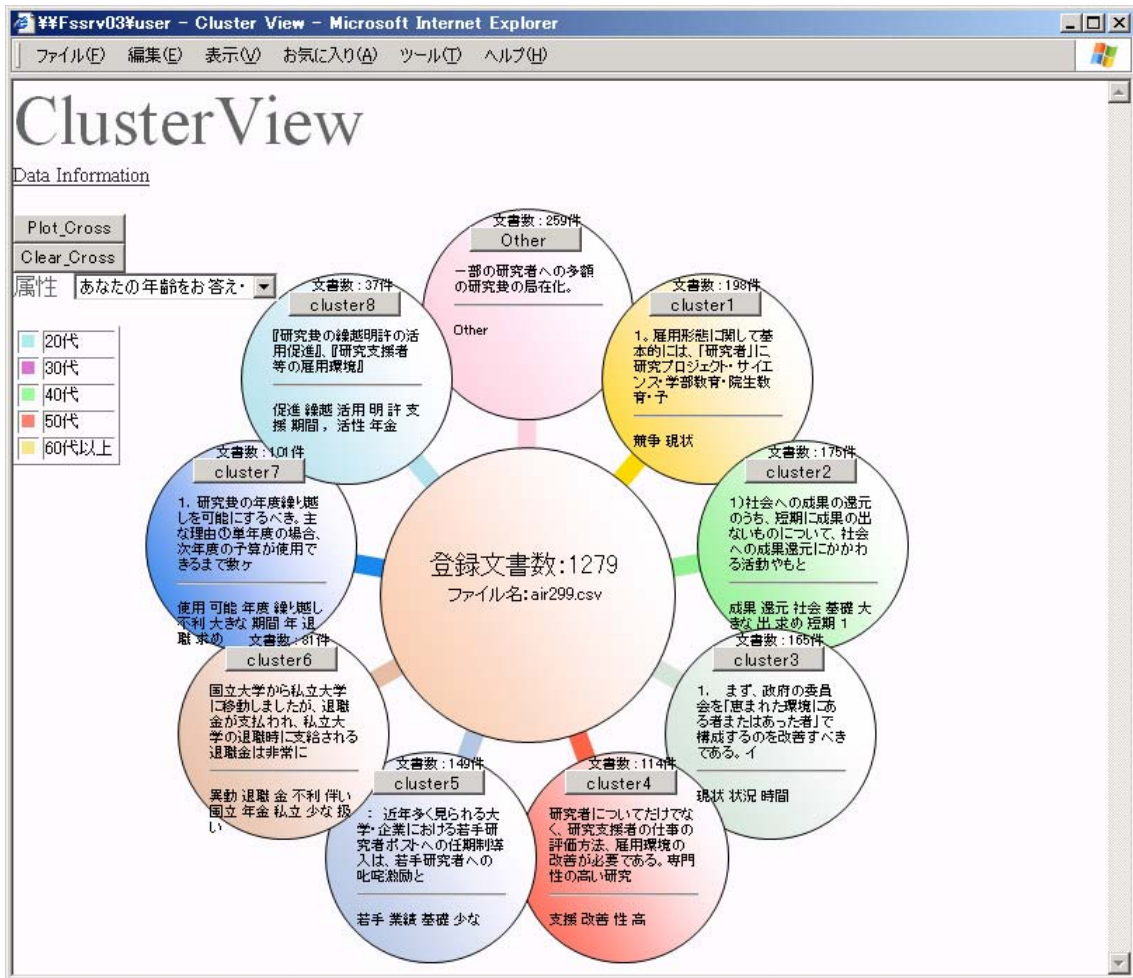 ¥¥Fssrv03¥user - Cluster View - Microsoft Internet Explorer
ファイル(F) 編集(E) 表示(V) お気に入り(A) ツール(T) ヘルプ(H)
ClusterView
Data Information
Plot_Cross
Clear_Cross
属性 あなたの年齢をお答え・
20代
30代
40代
50代
60代以上
文書数:259件
Other
一部の研究者への多額
の研究費の局在化。
Other
文書数:198件
cluster1
1。雇用形態に関して基
本的には、「研究者」に
研究プロジェクト・サイエ
ンス・学部教育・院生教
育・予
競争 現状
文書数:175件
cluster2
1)社会への成果の還元
のうち、短期に成果の出
ないものについて、社会
への成果還元にかかわ
る活動やもと
成果 還元 社会 基礎 大
きな 出 求め 短期 1
文書数:165件
cluster3
1. まず、政府の委員
会を「恵まれた環境にあ
る者またはあった者」で
構成するのを改善すべき
である。イ
現状 状況 時間
文書数:114件
cluster4
研究者についてだけでな
く、研究支援者の仕事の
評価方法、雇用環境の
改善が必要である。専門
性の高い研究
支援 改善 性 高
文書数:149件
cluster5
: 近年多く見られる大
学・企業における若手研
究者ポストへの任期制導
入は、若手研究者への
叱咤激励と
若手 業績 基礎 少な
文書数:81件
cluster6
国立大学から私立大学
に移動しましたが、退職
金が支払われ、私立大
学の退職時に支給される
退職金は非常に
異動 退職 金 不利 伴い
国立 年金 私立 少な 扱
い
文書数:101件
cluster7
1. 研究費の年度繰り越
しを可能にするべき。主
な理由①単年度の場合、
次年度の予算が使用で
きるまで数ヶ
使用 可能 年度 繰り越し
不利 大きな 期間 年 退
職 求め
文書数:37件
cluster8
『研究費の繰越明許の活
用促進』、『研究支援者
等の雇用環境』
促進 繰越 活用 明 許 支
援 期間 , 活性 年金
登録文書数:1279
ファイル名:air299.csv